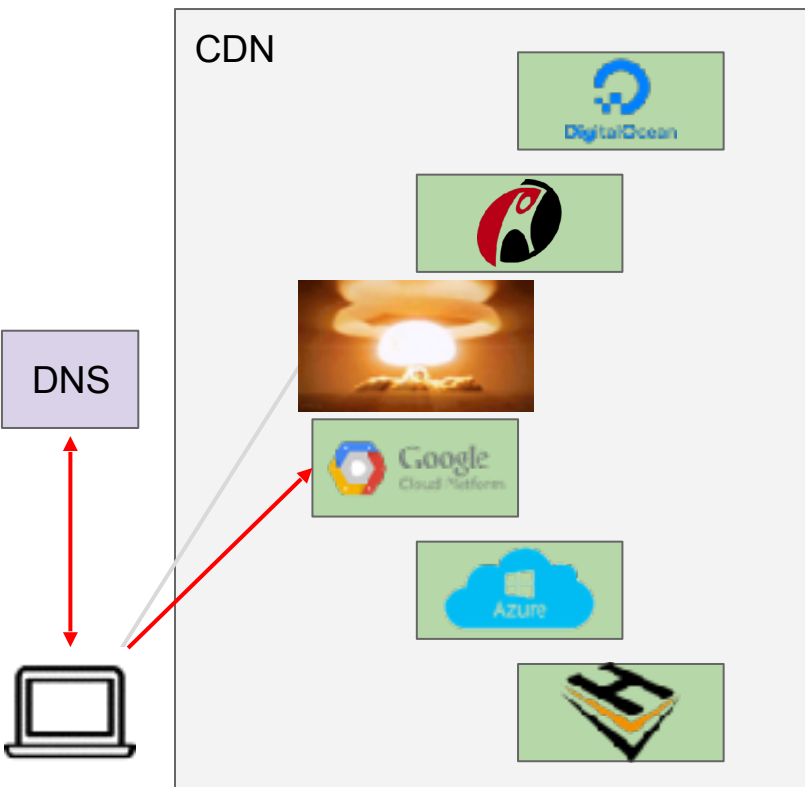 CDN
DigitalOcean
DNS
Google
Cloud Platform
Azure